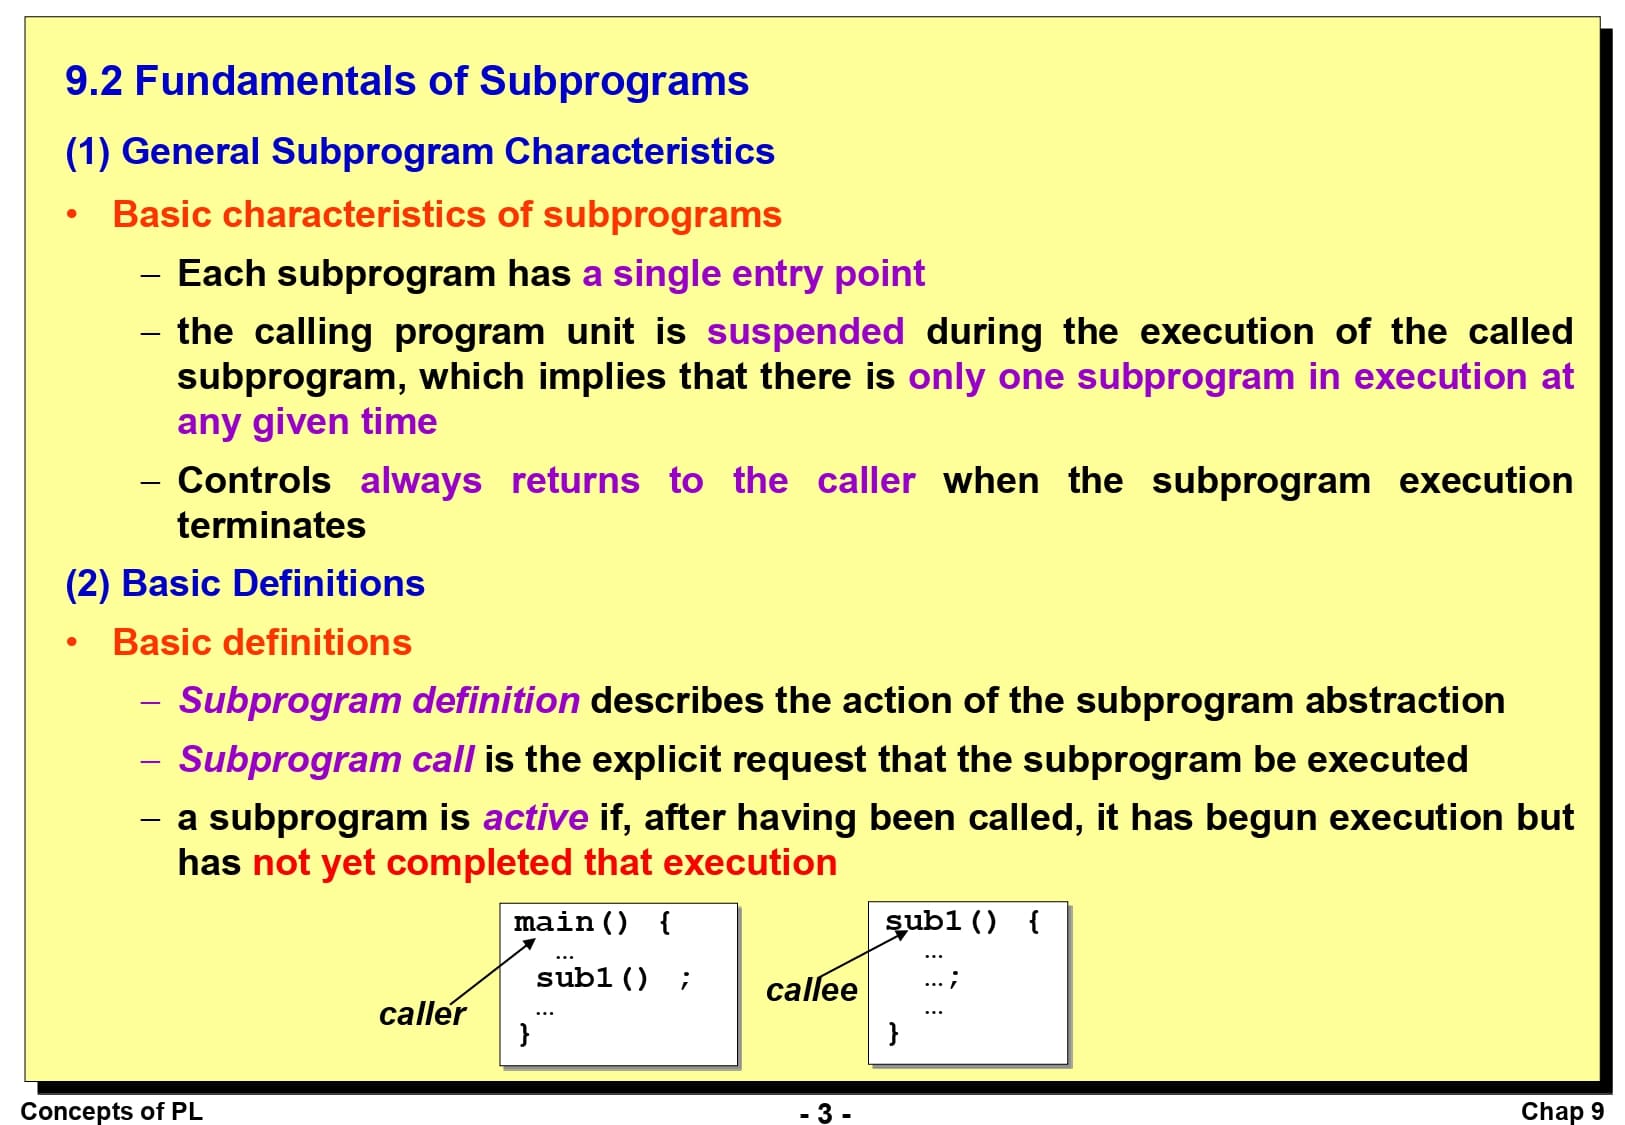 9.2 Fundamentals of Subprograms
(1) General Subprogram Characteristics
• Basic characteristics of subprograms
– Each subprogram has a single entry point
– the calling program unit is suspended during the execution of the called
subprogram, which implies that there is only one subprogram in execution at
any given time
– Controls always returns to the caller when the subprogram execution
terminates
(2) Basic Definitions
• Basic definitions
– Subprogram definition describes the action of the subprogram abstraction
– Subprogram call is the explicit request that the subprogram be executed
– a subprogram is active if, after having been called, it has begun execution but
has not yet completed that execution
caller
main() {
…
sub1() ;
…
}
callee
sub1() {
…
…;
…
}
Concepts of PL
- 3 -
Chap 9